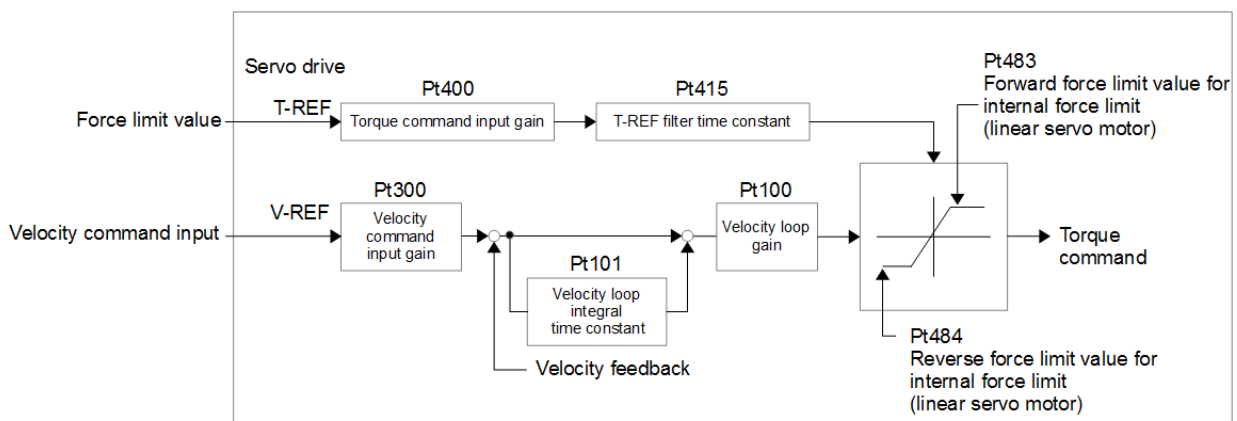 Servo drive
Pt483
Forward force limit value for
internal force limit
(linear servo motor)
Pt400
Pt415
Force limit value
T-REF
Torque command input gain
T-REF filter time constant
Pt300
Pt100
V-REF
Velocity command input
Velocity
command
input gain
Velocity loop
gain
Torque
command
Pt101
Velocity loop
integral
time constant
Velocity feedback
Pt484
Reverse force limit value for
internal force limit
(linear servo motor)